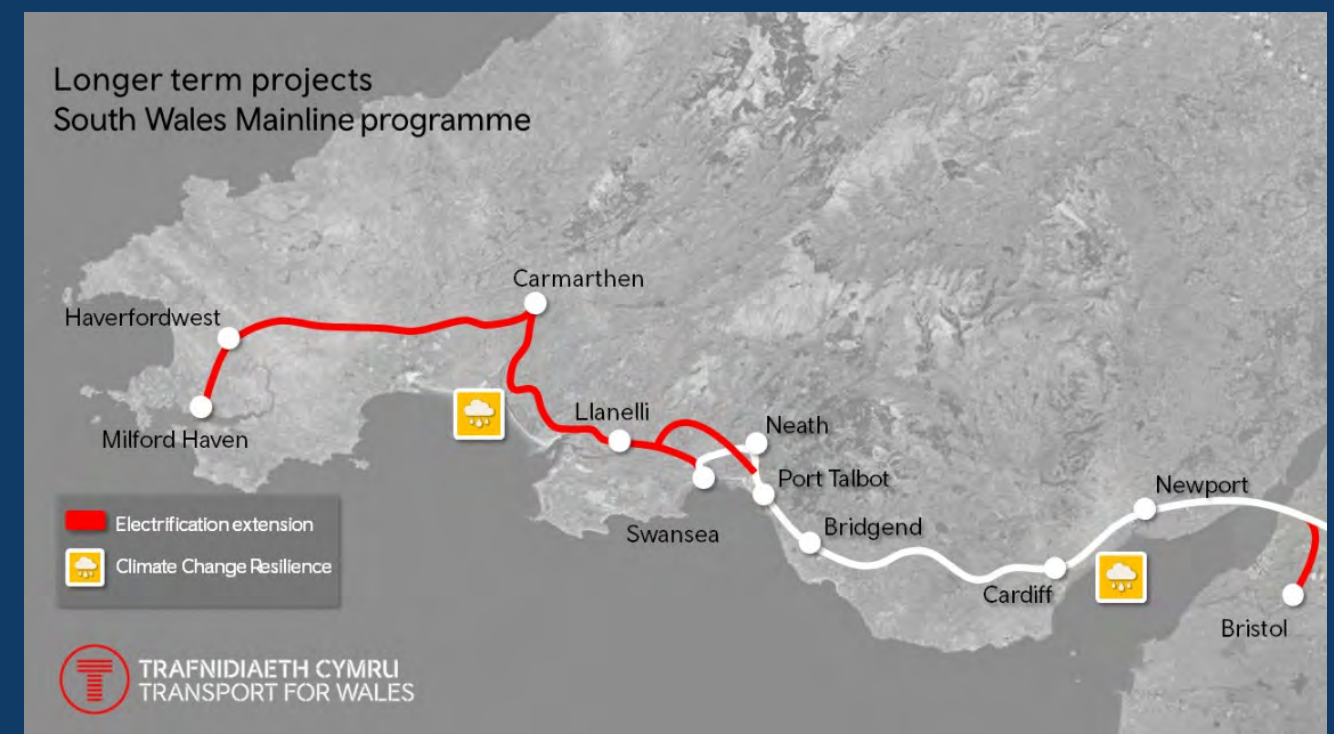 Longer term projects
South Wales Mainline programme
Carmarthen
Haverfordwest
Milford Haven
Llanelli
Neath
Port Talbot
Swansea
Bridgend
Newport
Cardiff
Bristol
Electrification extension
Climate Change Resilience
TRAFNIDIAETH CYMRU
TRANSPORT FOR WALES